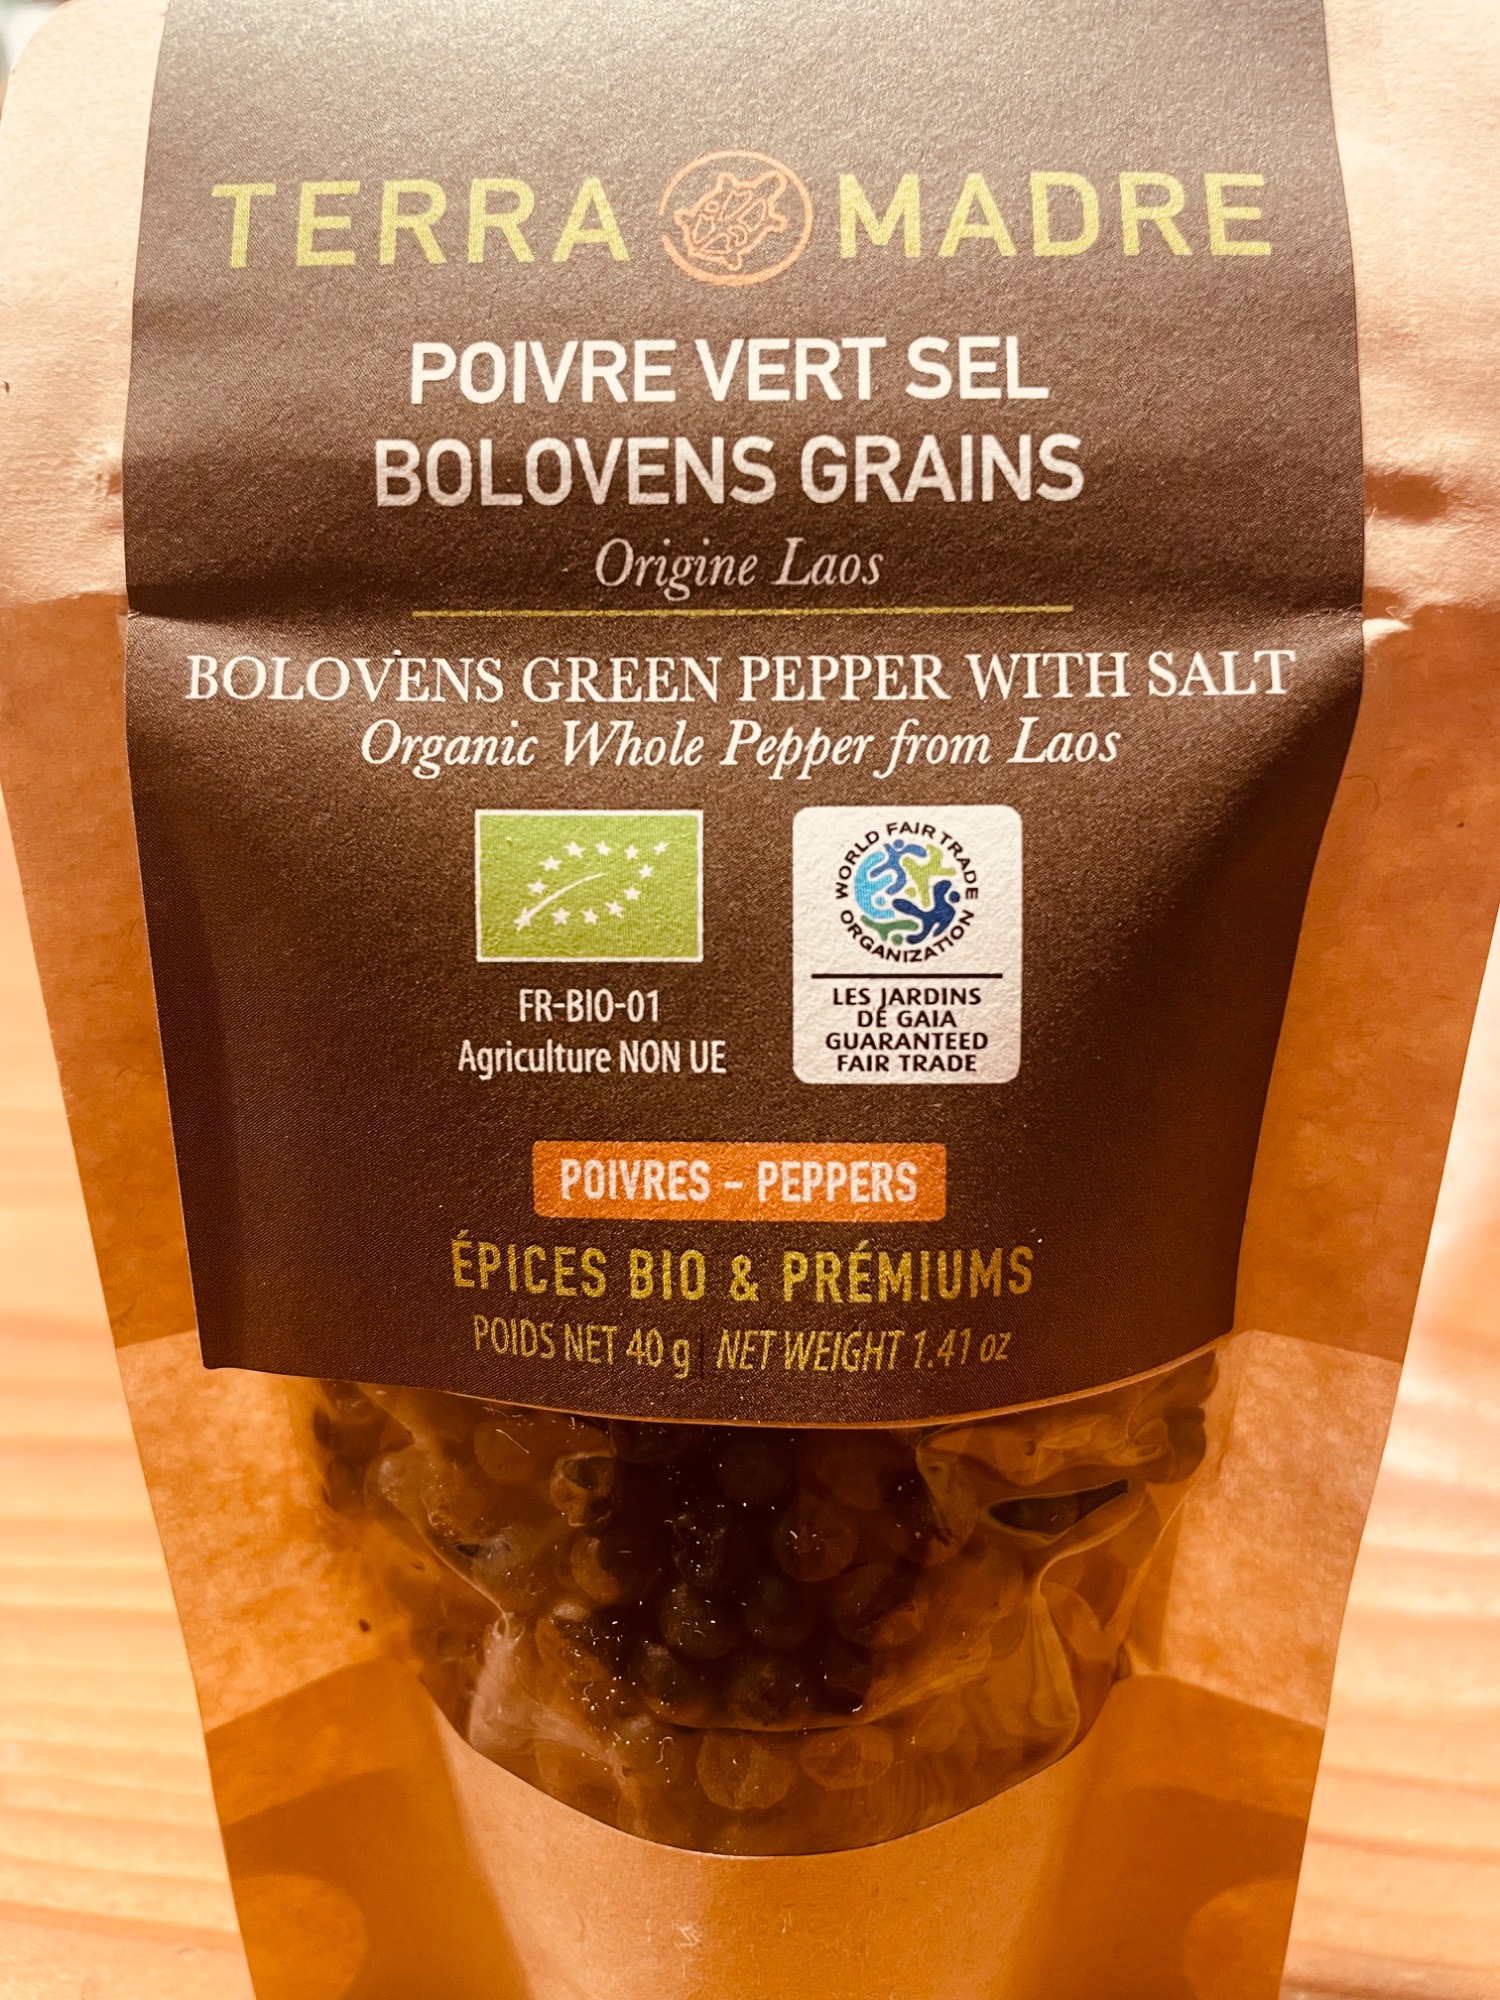 TERRA MADRE
POIVRE VERT SEL
BOLOVENS GRAINS
Origine Laos
BOLOVENS GREEN PEPPER WITH SALT
Organic Whole Pepper from Laos
WORLD FAIR TRADE ORGANIZATION
LES JARDINS
DE GAIA
GUARANTEED
FAIR TRADE
FR-BIO-01
Agriculture NON UE
POIVRES - PEPPERS
ÉPICES BIO & PRÉMIUMS
POIDS NET 40 g | NET WEIGHT 1.41 oz